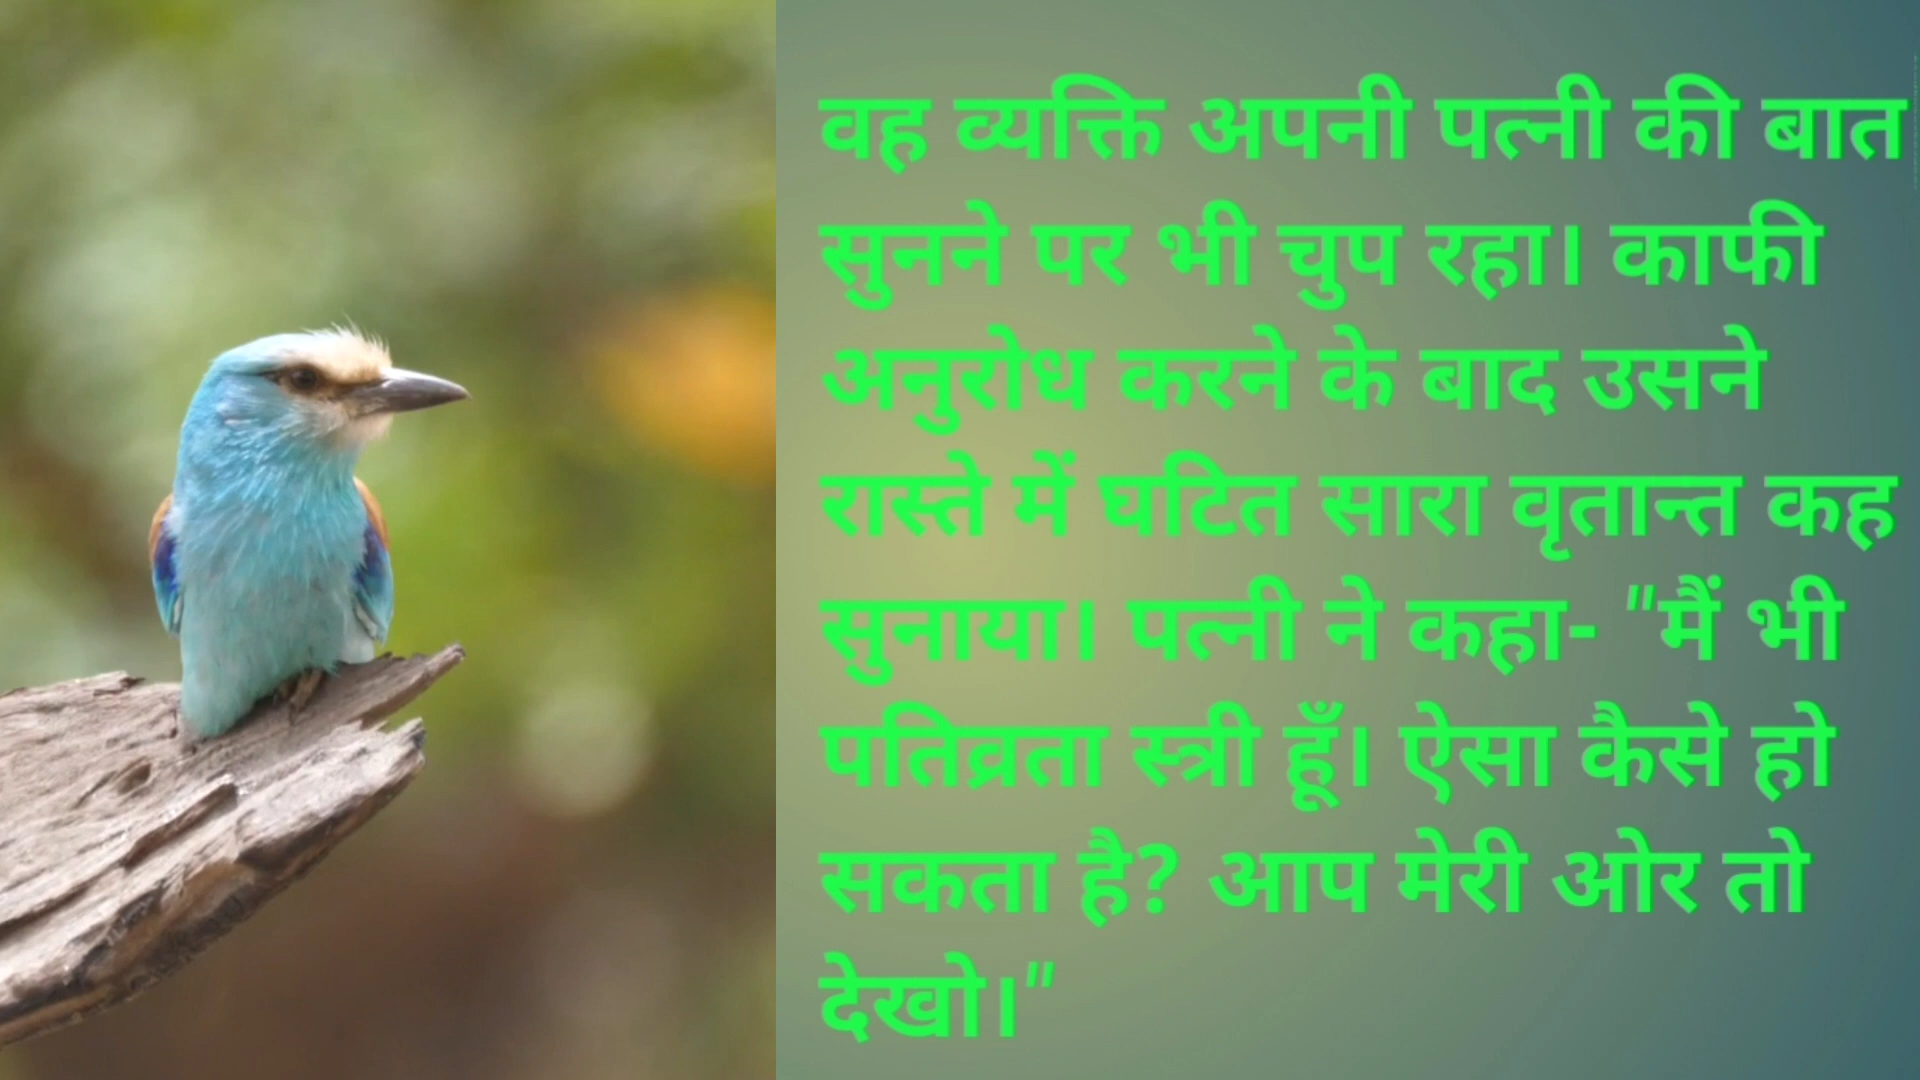 वह व्यक्ति अपनी पत्नी की बात
सुनने पर भी चुप रहा। काफी
अनुरोध करने के बाद उसने
रास्ते में घटित सारा वृतान्त कह
सुनाया। पत्नी ने कहा- "मैं भी
पतिव्रता स्त्री हूँ। ऐसा कैसे हो
सकता है? आप मेरी ओर तो
देखो।"